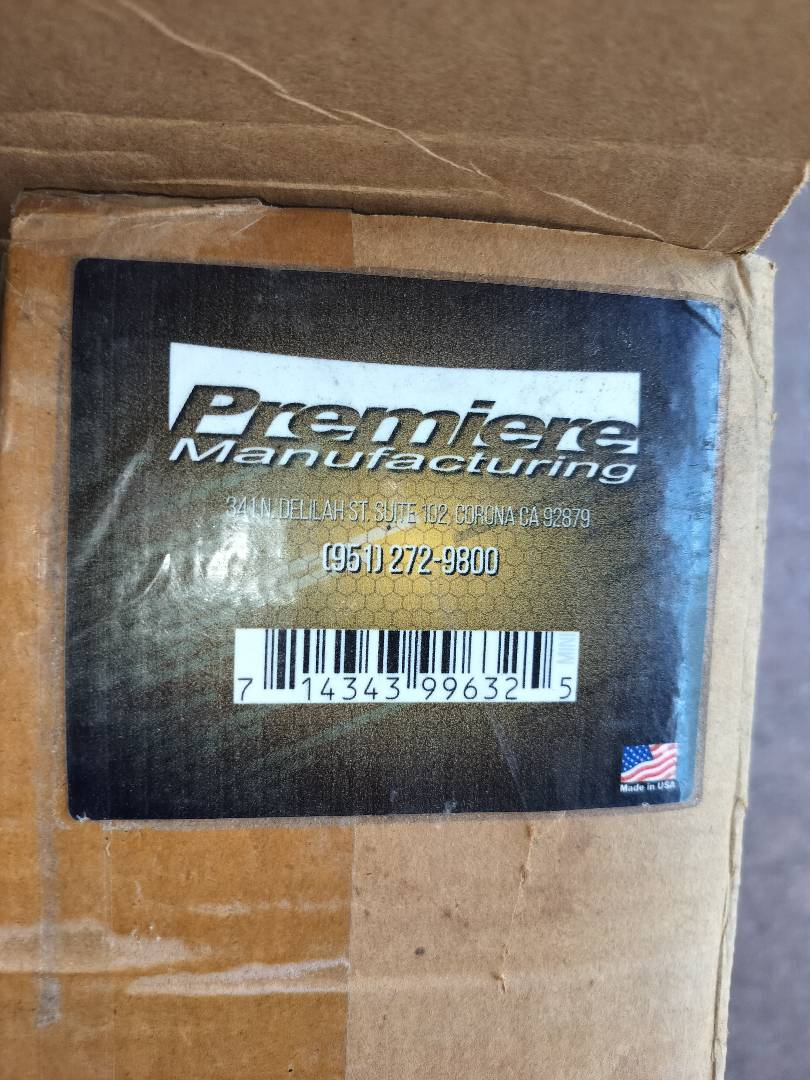 Premiere
Manufacturing
341 N. DELILAH ST. SUITE 102, CORONA CA 92879
(951) 272-9800
7 14343 99632 5
Made in USA